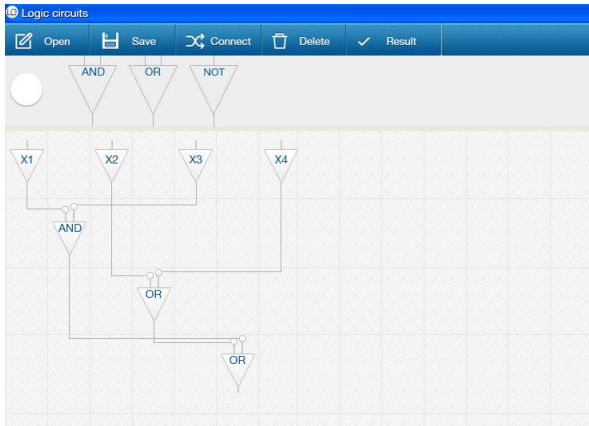 Logic circuits
Open Save Connect Delete Result
AND OR NOT
X1 X2 X3 X4
AND
OR
OR